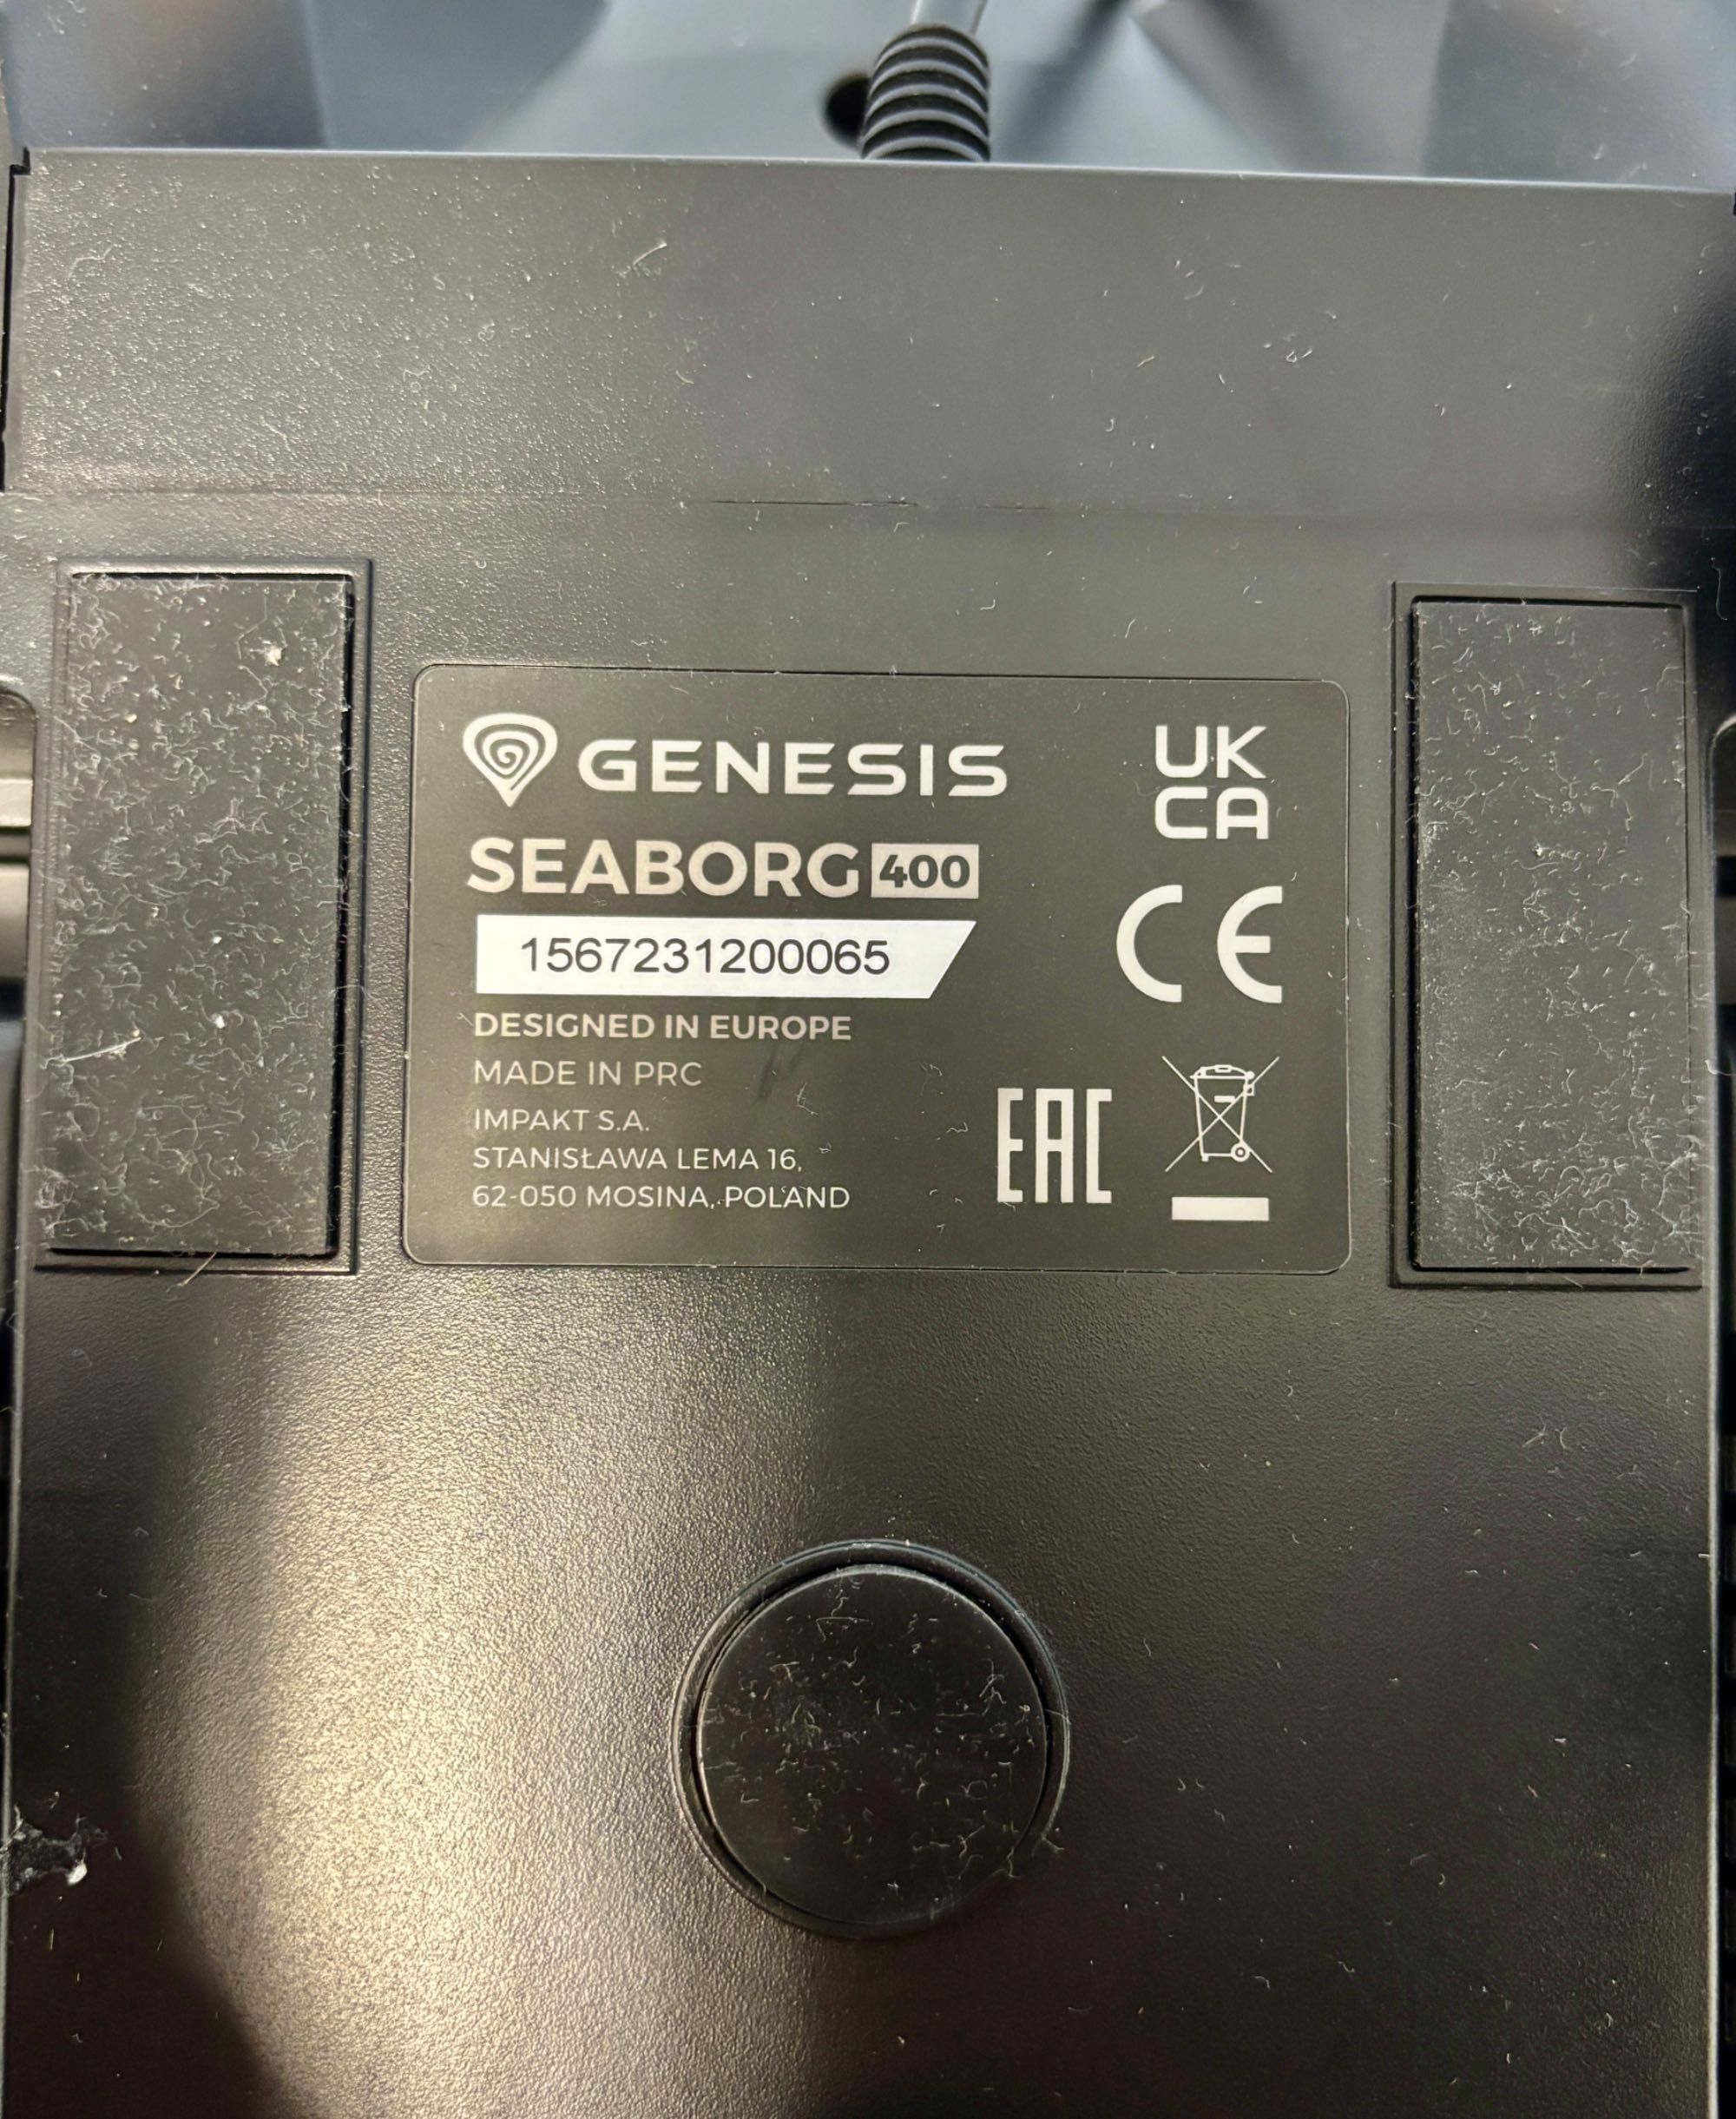 GENESIS
SEABORG 400
1567231200065
DESIGNED IN EUROPE
MADE IN PRC
IMPAKT S.A.
STANISŁAWA LEMA 16,
62-050 MOSINA, POLAND
UK
CA
CE
EAC